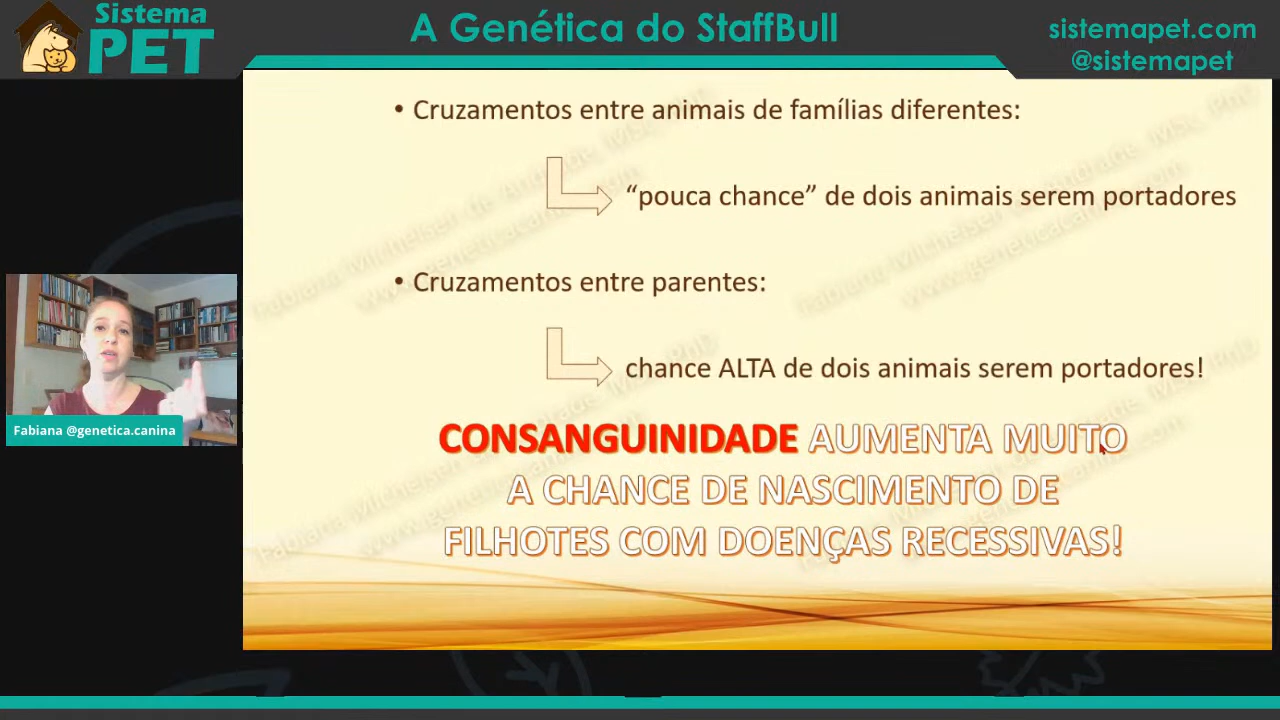 Sistema
PET
A Genética do StaffBull
sistemapet.com
@sistemapet
• Cruzamentos entre animais de famílias diferentes:
“pouca chance” de dois animais serem portadores
• Cruzamentos entre parentes:
chance ALTA de dois animais serem portadores!
CONSANGUINIDADE AUMENTA MUITO
A CHANCE DE NASCIMENTO DE
FILHOTES COM DOENÇAS RECESSIVAS!
Fabiana @genetica.canina